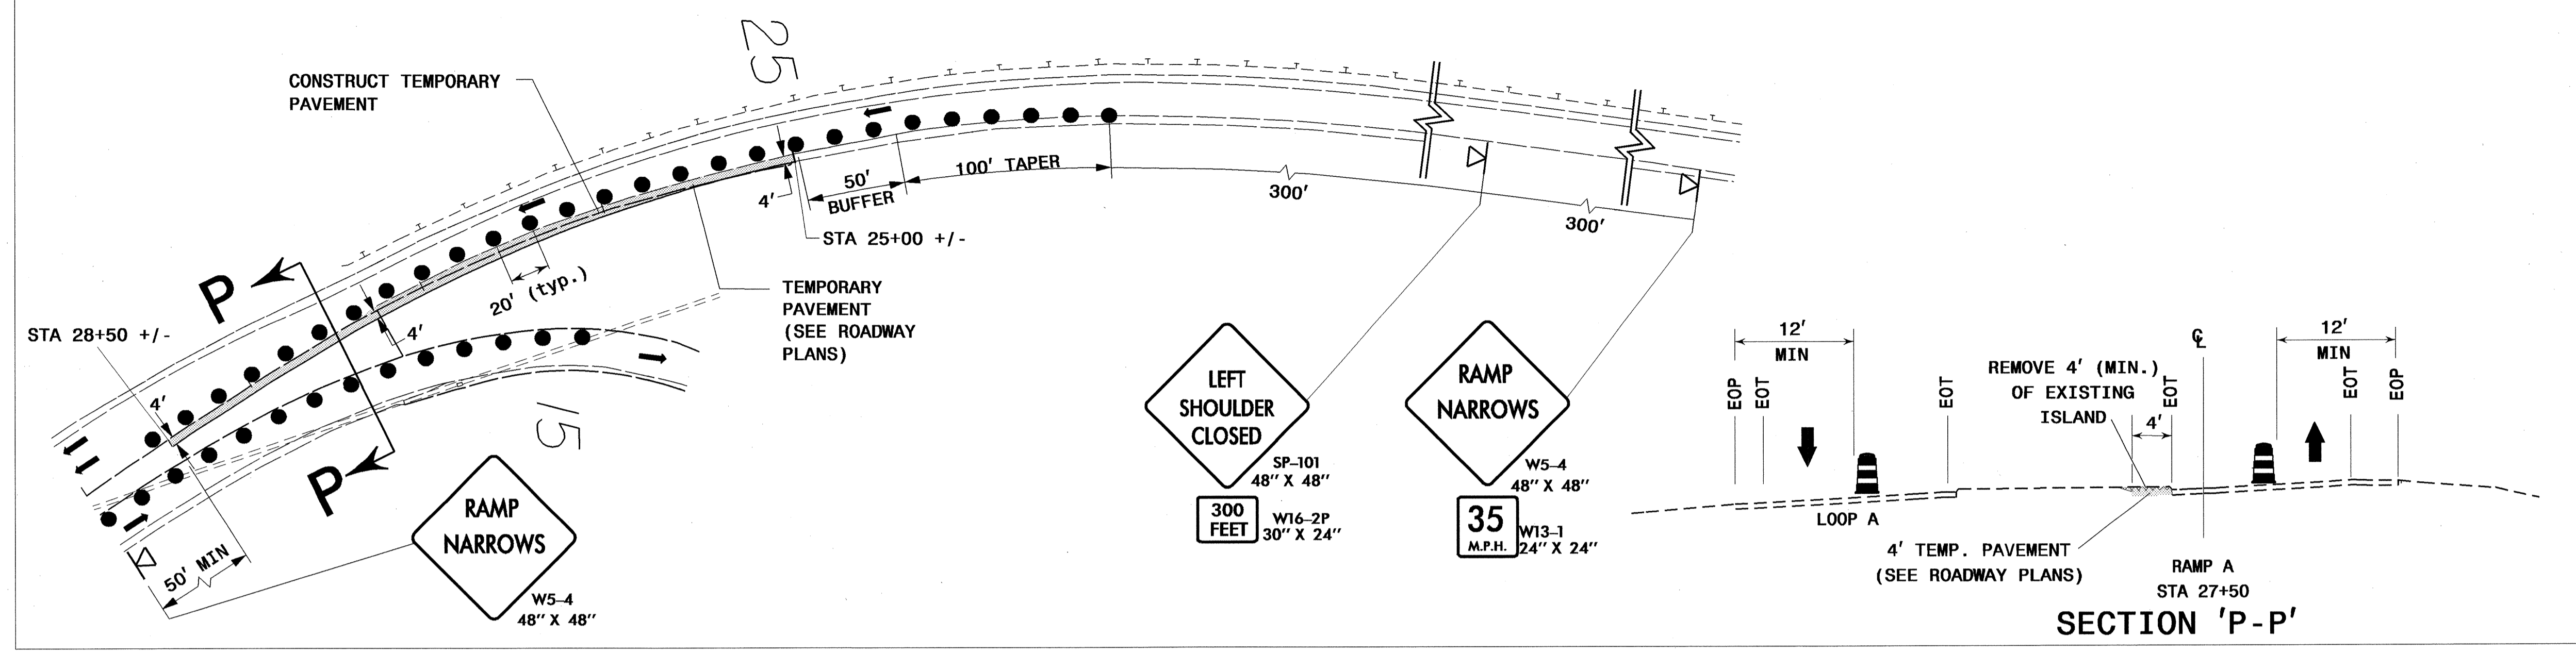 25
CONSTRUCT TEMPORARY
PAVEMENT
4'
50'
BUFFER
100' TAPER
300'
300'
STA 25+00 +/-
P
20' (typ.)
TEMPORARY
PAVEMENT
(SEE ROADWAY
PLANS)
STA 28+50 +/-
4'
4'
P
15
50' MIN
RAMP
NARROWS
W5-4
48" X 48"
LEFT
SHOULDER
CLOSED
SP-101
48" X 48"
300
FEET
W16-2P
30" X 24"
RAMP
NARROWS
W5-4
48" X 48"
35
M.P.H.
W13-1
24" X 24"
12'
MIN
EOP
EOT
EOT
REMOVE 4' (MIN.)
OF EXISTING
ISLAND
4'
EOT
CL
12'
MIN
EOT
EOP
LOOP A
4' TEMP. PAVEMENT
(SEE ROADWAY PLANS)
RAMP A
STA 27+50
SECTION 'P-P'